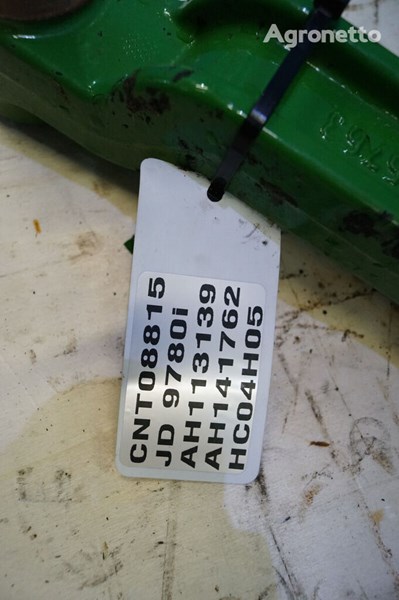 Agronetto
CNT08815
JD 9780i
AH113139
AH141762
HC04H05